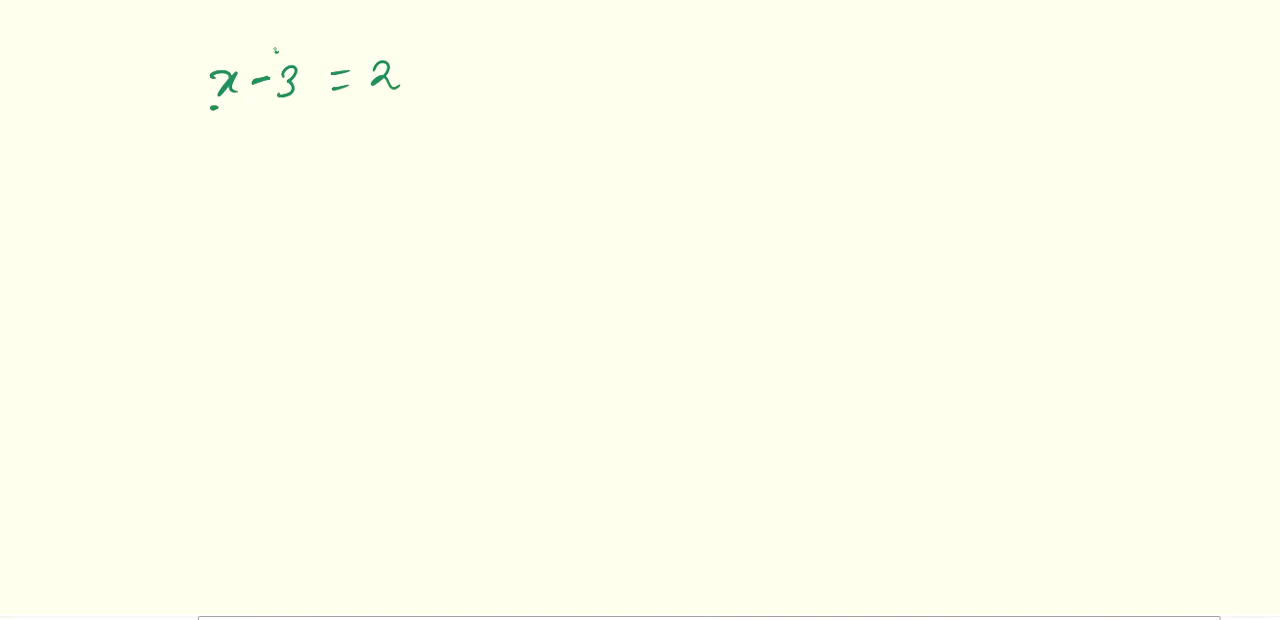 x - 3 = 2